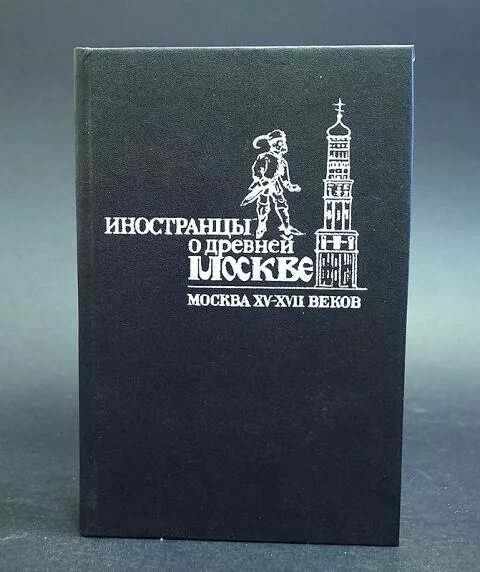 ИНОСТРАНЦЫ
О ДРЕВНЕЙ
МОСКВЕ
МОСКВА XV-XVII ВЕКОВ